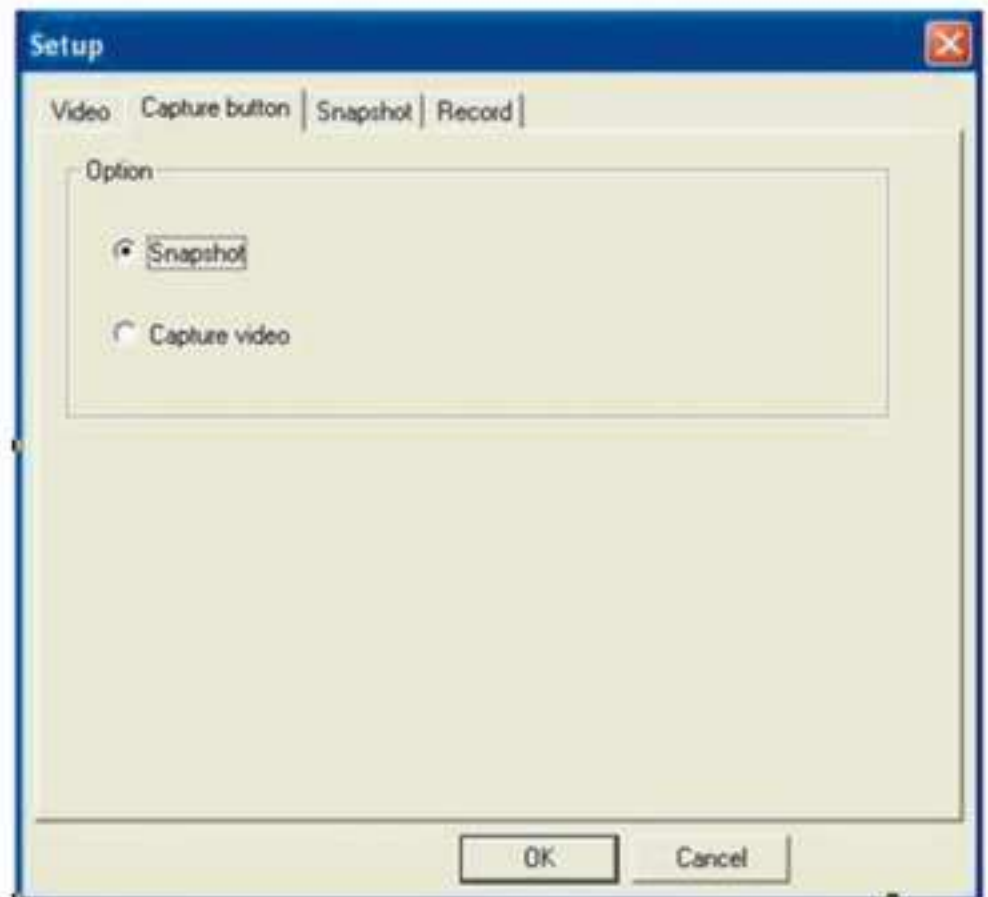 Setup
Video Capture button Snapshot Record
Option
Snapshot
Capture video
OK Cancel